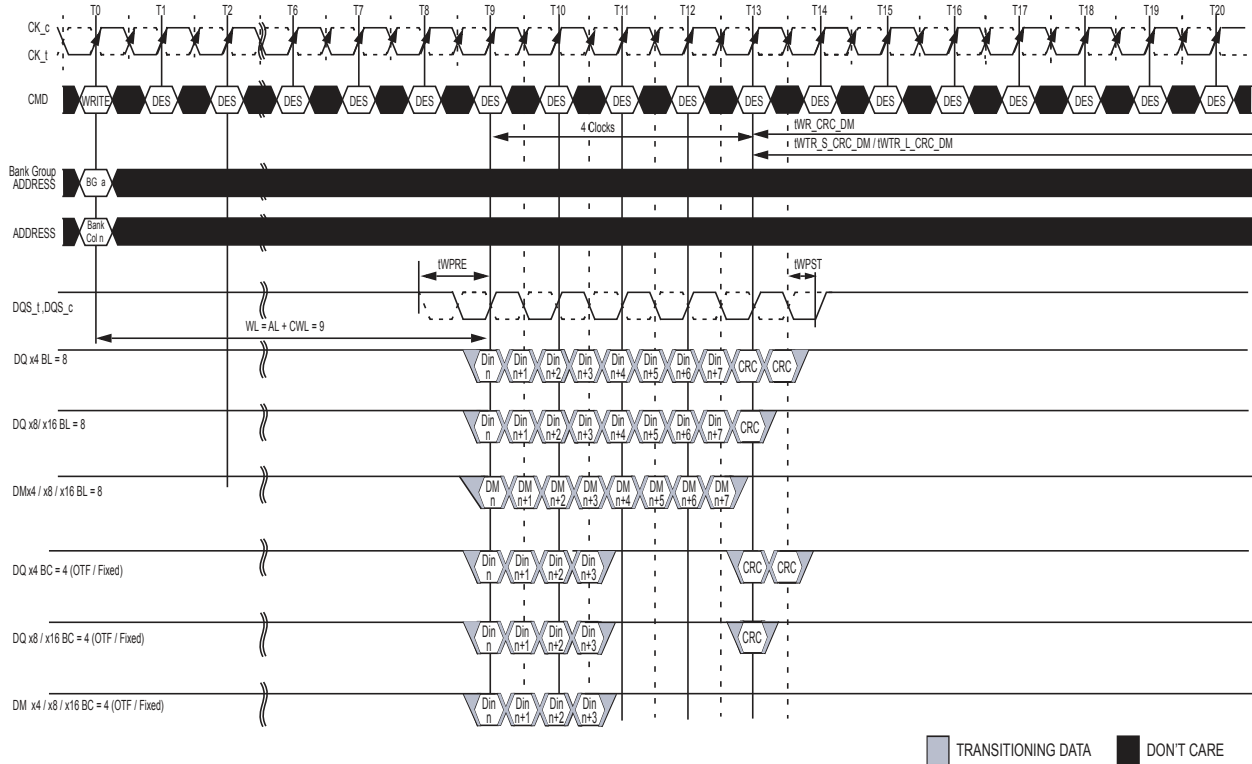 T0 T1 T2 T6 T7 T8 T9 T10 T11 T12 T13 T14 T15 T16 T17 T18 T19 T20
CK_c
CK_t
CMD WRITE DES DES DES DES DES DES DES DES DES DES DES DES DES DES DES DES DES
4 Clocks
tWR_CRC_DM
tWTR_S_CRC_DM / tWTR_L_CRC_DM
Bank Group
ADDRESS
BG a
ADDRESS
Bank
Col n
tWPRE tWPST
DQS_t ,DQS_c
WL = AL + CWL = 9
DQ x4 BL = 8
Din n Din n+1 Din n+2 Din n+3 Din n+4 Din n+5 Din n+6 Din n+7 CRC CRC
DQ x8/ x16 BL = 8
Din n Din n+1 Din n+2 Din n+3 Din n+4 Din n+5 Din n+6 Din n+7 CRC
DMx4 / x8 / x16 BL = 8
DM n DM n+1 DM n+2 DM n+3 DM n+4 DM n+5 DM n+6 DM n+7
DQ x4 BC = 4 (OTF / Fixed)
Din n Din n+1 Din n+2 Din n+3 CRC CRC
DQ x8 / x16 BC = 4 (OTF / Fixed)
Din n Din n+1 Din n+2 Din n+3 CRC
DM x4 / x8 / x16 BC = 4 (OTF / Fixed)
Din n Din n+1 Din n+2 Din n+3
TRANSITIONING DATA DON'T CARE